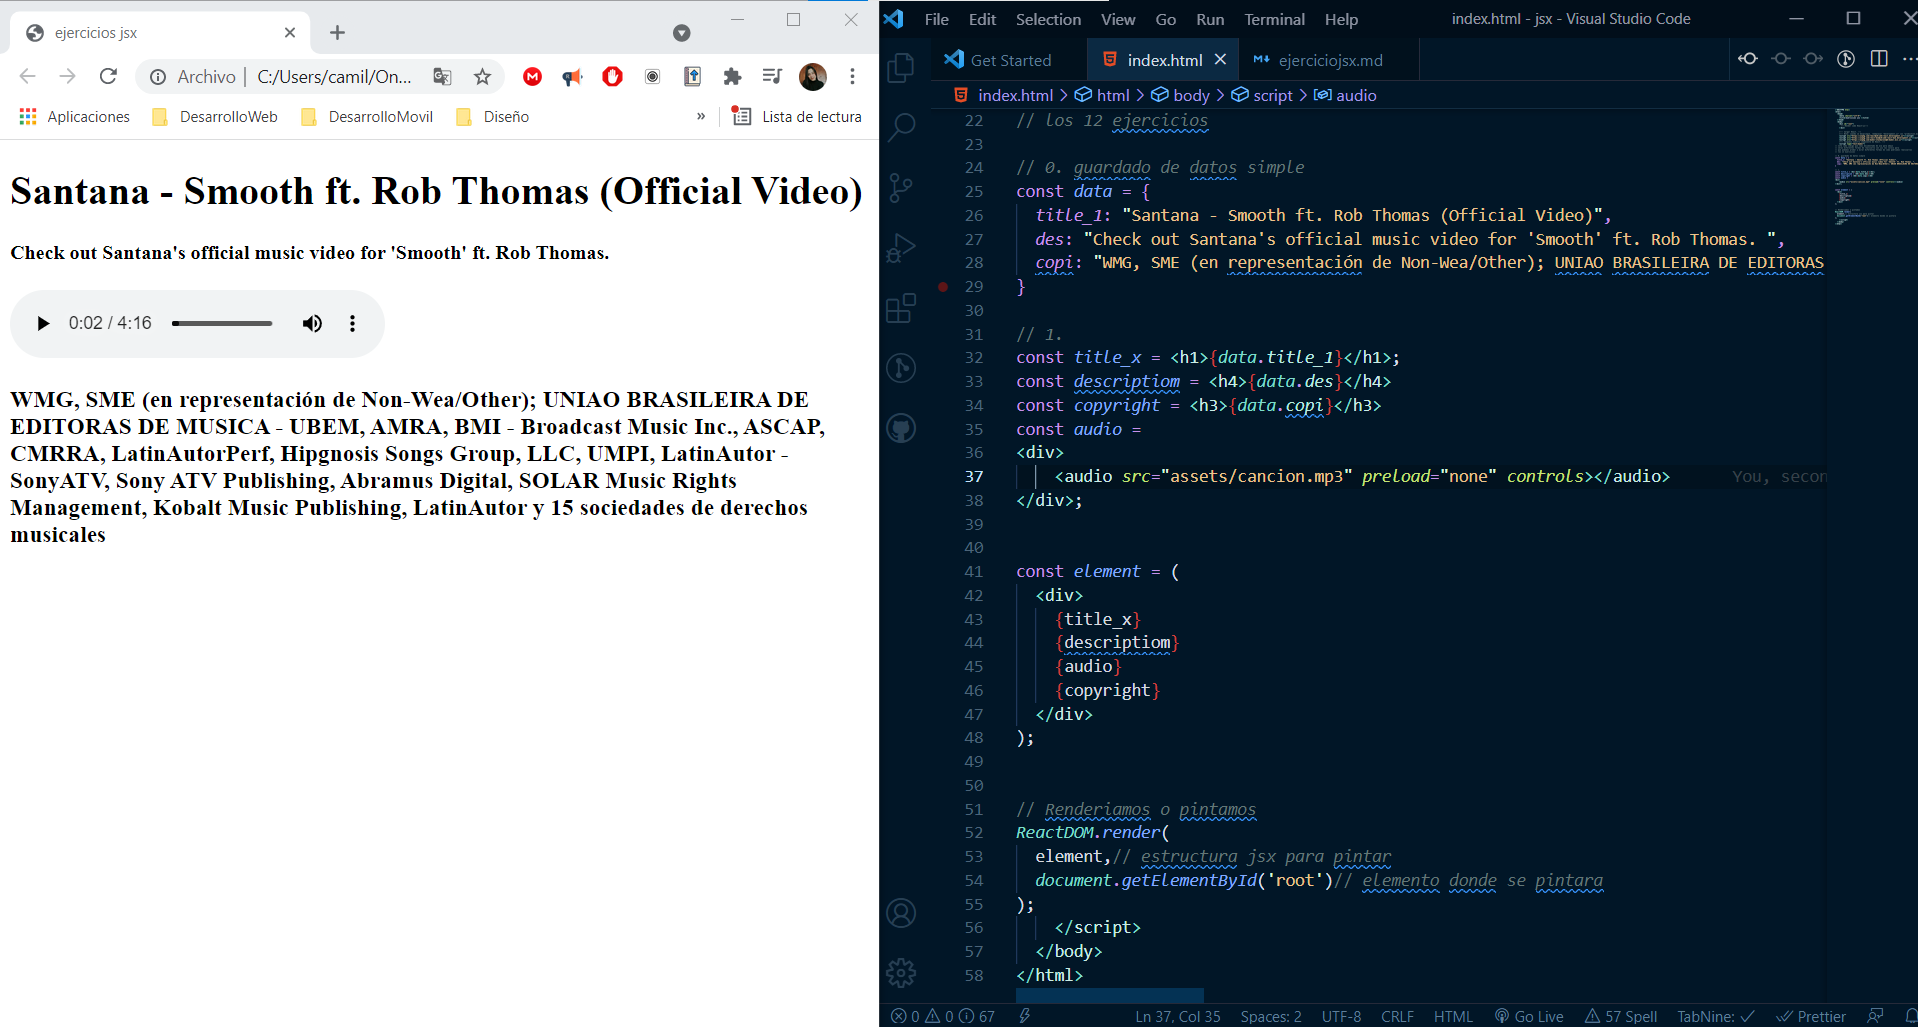 ejercicios jsx
Archivo | C:/Users/camil/On...
Aplicaciones DesarrolloWeb DesarrolloMovil Diseño » Lista de lectura
Santana - Smooth ft. Rob Thomas (Official Video)
Check out Santana's official music video for 'Smooth' ft. Rob Thomas.
0:02 / 4:16
WMG, SME (en representación de Non-Wea/Other); UNIAO BRASILEIRA DE
EDITORAS DE MUSICA - UBEM, AMRA, BMI - Broadcast Music Inc., ASCAP,
CMRRA, LatinAutorPerf, Hipgnosis Songs Group, LLC, UMPI, LatinAutor -
SonyATV, Sony ATV Publishing, Abramus Digital, SOLAR Music Rights
Management, Kobalt Music Publishing, LatinAutor y 15 sociedades de derechos
musicales
File Edit Selection View Go Run Terminal Help index.html - jsx - Visual Studio Code
Get Started index.html ejerciciojsx.md
index.html > html > body > script > audio
22 // los 12 ejercicios
23
24 // 0. guardado de datos simple
25 const data = {
26 title_1: "Santana - Smooth ft. Rob Thomas (Official Video)",
27 des: "Check out Santana's official music video for 'Smooth' ft. Rob Thomas. ",
28 copi: "WMG, SME (en representación de Non-Wea/Other); UNIAO BRASILEIRA DE EDITORAS
29 }
30
31 // 1.
32 const title_x = <h1>{data.title_1}</h1>;
33 const descriptiom = <h4>{data.des}</h4>
34 const copyright = <h3>{data.copi}</h3>
35 const audio =
36 <div>
37 <audio src="assets/cancion.mp3" preload="none" controls></audio> You, secon
38 </div>;
39
40
41 const element = (
42 <div>
43 {title_x}
44 {descriptiom}
45 {audio}
46 {copyright}
47 </div>
48 );
49
50
51 // Renderiamos o pintamos
52 ReactDOM.render(
53 element,// estructura jsx para pintar
54 document.getElementById('root')// elemento donde se pintara
55 );
56 </script>
57 </body>
58 </html>
0 0 67 Ln 37, Col 35 Spaces: 2 UTF-8 CRLF HTML Go Live 57 Spell TabNine: ✓ Prettier